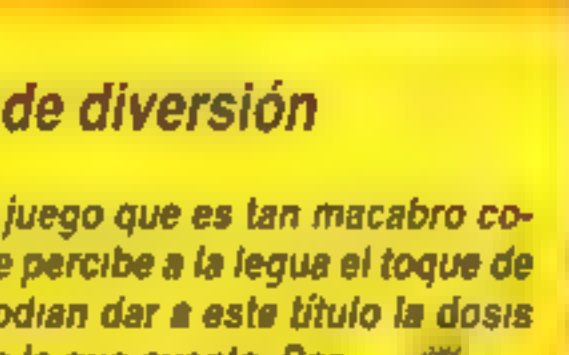 de diversión
juego que es tan macabro co-
e percibe a la legua el toque de
odian dar a este título la dosis